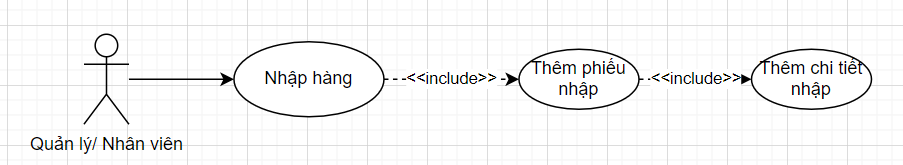 Nhập hàng
<<include>>
Thêm phiếu
nhập
<<include>>
Thêm chi tiết
nhập
Quản lý/ Nhân viên